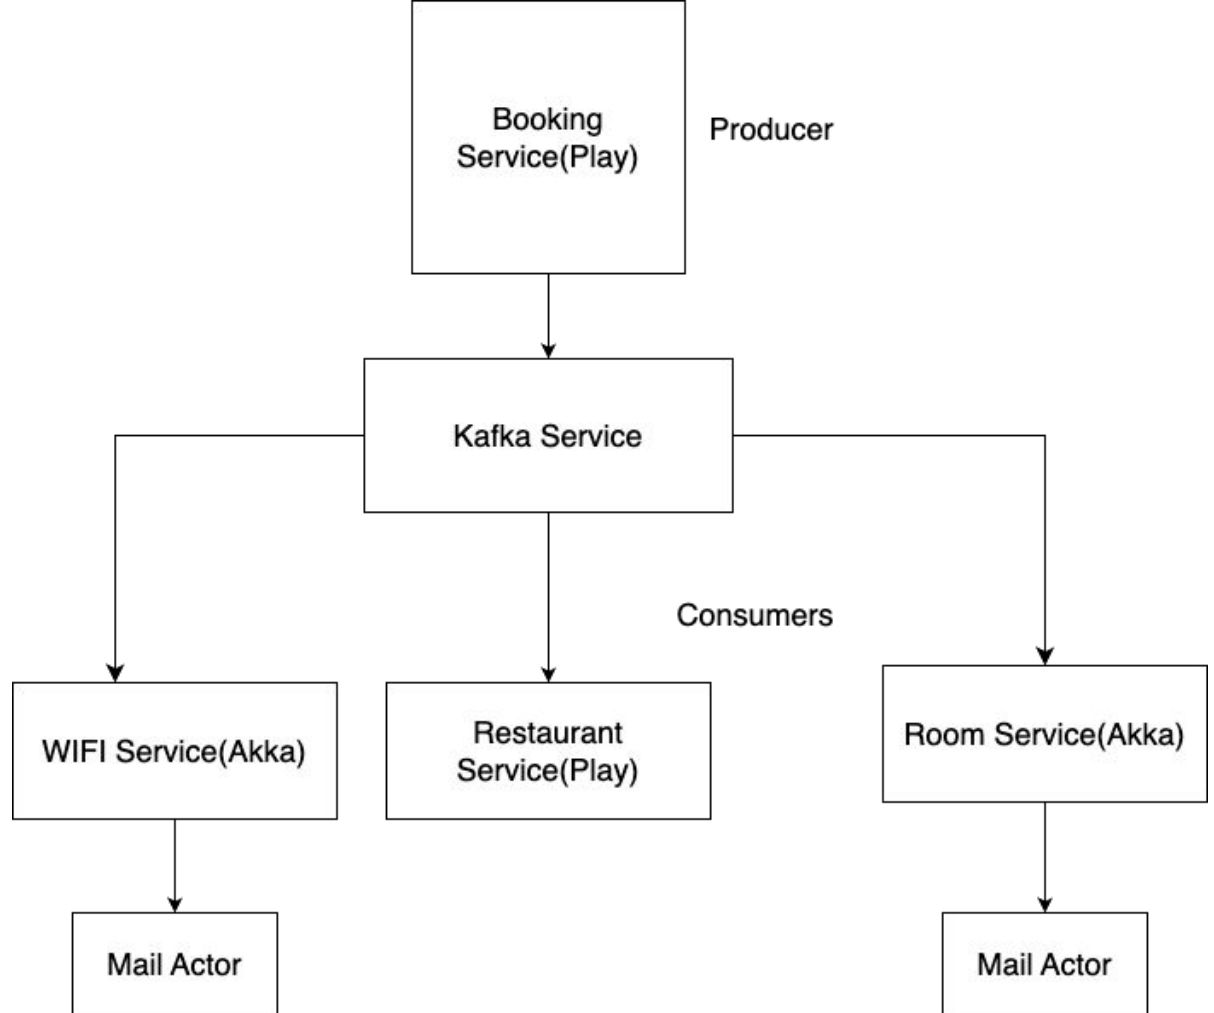 Booking
Service(Play)
Producer
Kafka Service
Consumers
WIFI Service(Akka)
Restaurant
Service(Play)
Room Service(Akka)
Mail Actor
Mail Actor